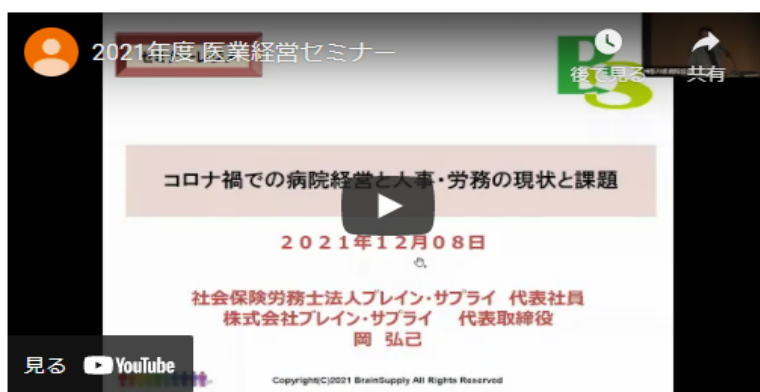 2021年度 医業経営セミナー
後で見る
共有
BS
コロナ禍での病院経営と人事・労務の現状と課題
2021年12月08日
社会保険労務士法人ブレイン・サプライ 代表社員
株式会社ブレイン・サプライ 代表取締役
岡 弘己
見る YouTube
Copyright(C)2021 BrainSupply All Rights Reserved